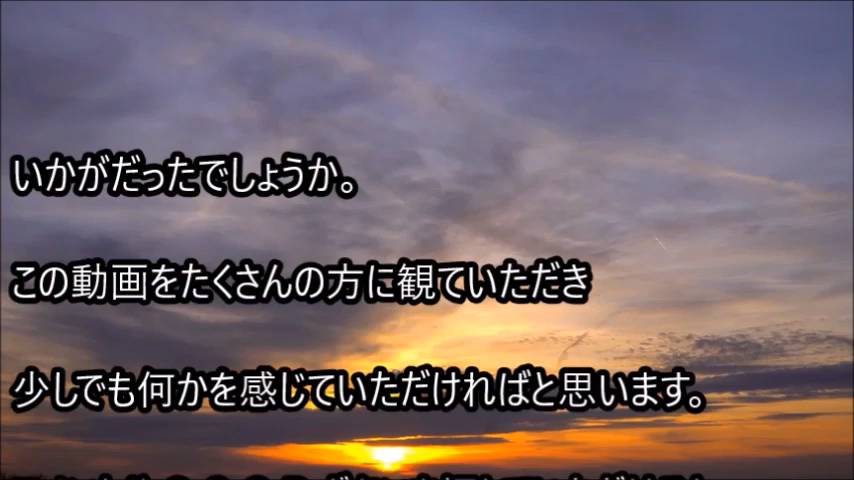 いかがだったでしょうか。
この動画をたくさんの方に観ていただき
少しでも何かを感じていただければと思います。